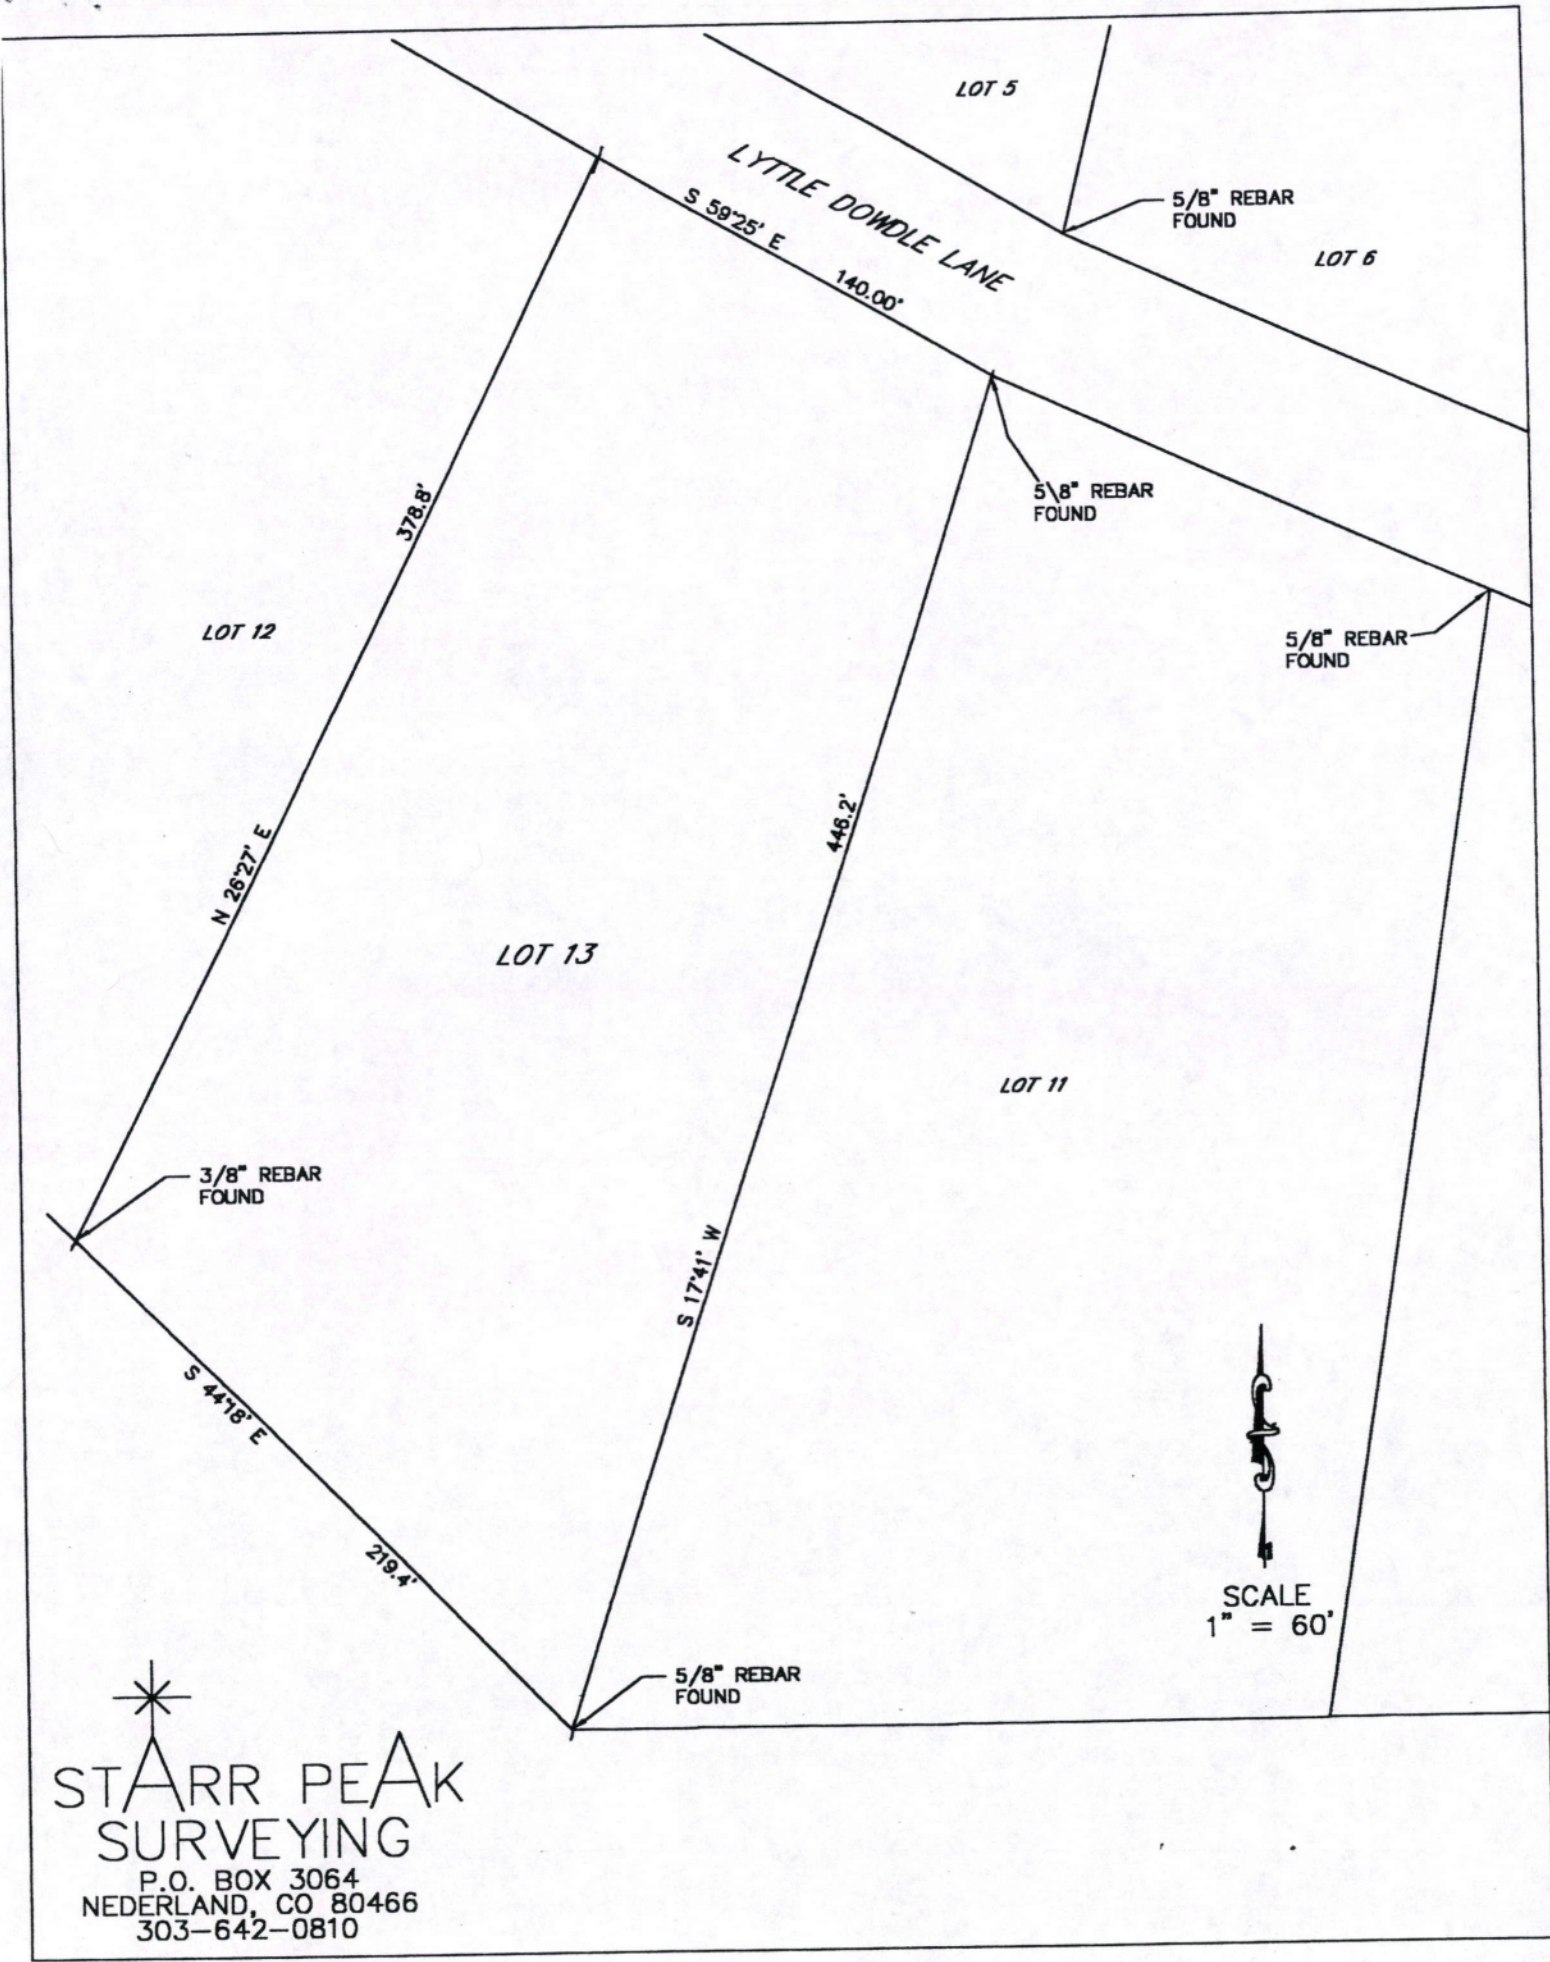 LOT 5
LYTTLE DOWDLE LANE
5/8" REBAR
FOUND
S 59°25' E
140.00'
LOT 6
5\8" REBAR
FOUND
378.8'
LOT 12
5/8" REBAR
FOUND
446.2'
N 26°27' E
LOT 13
LOT 11
3/8" REBAR
FOUND
S 17°41' W
S 44°18' E
219.4'
SCALE
1" = 60'
5/8" REBAR
FOUND
STARR PEAK
SURVEYING
P.O. BOX 3064
NEDERLAND, CO 80466
303-642-0810